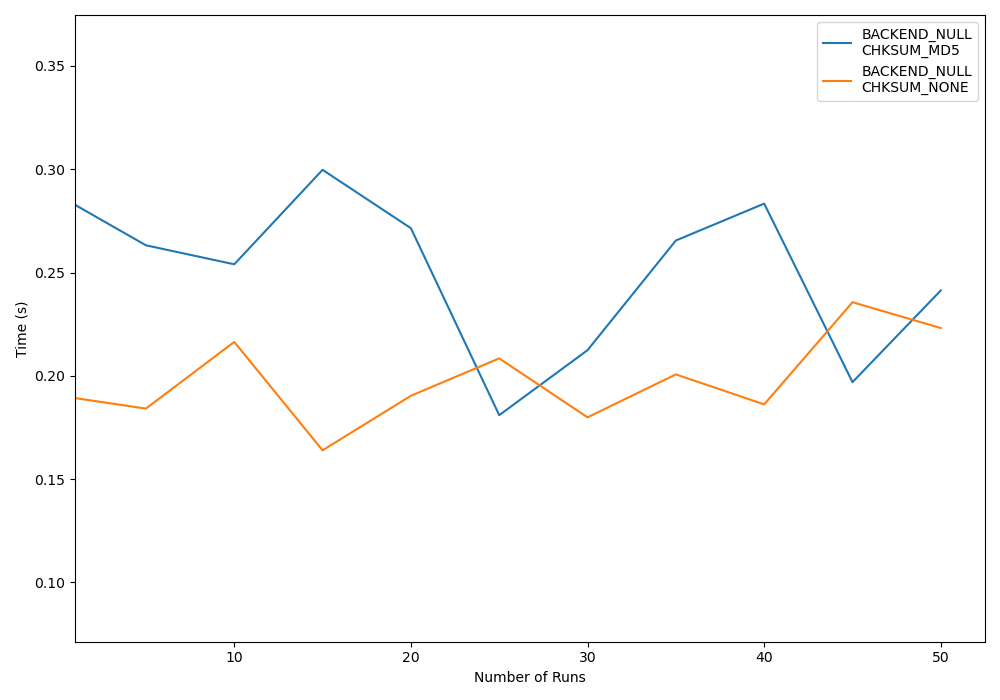 BACKEND_NULL
CHKSUM_MD5
BACKEND_NULL
CHKSUM_NONE
0.35
0.30
0.25
0.20
0.15
0.10
Time (s)
10 20 30 40 50
Number of Runs